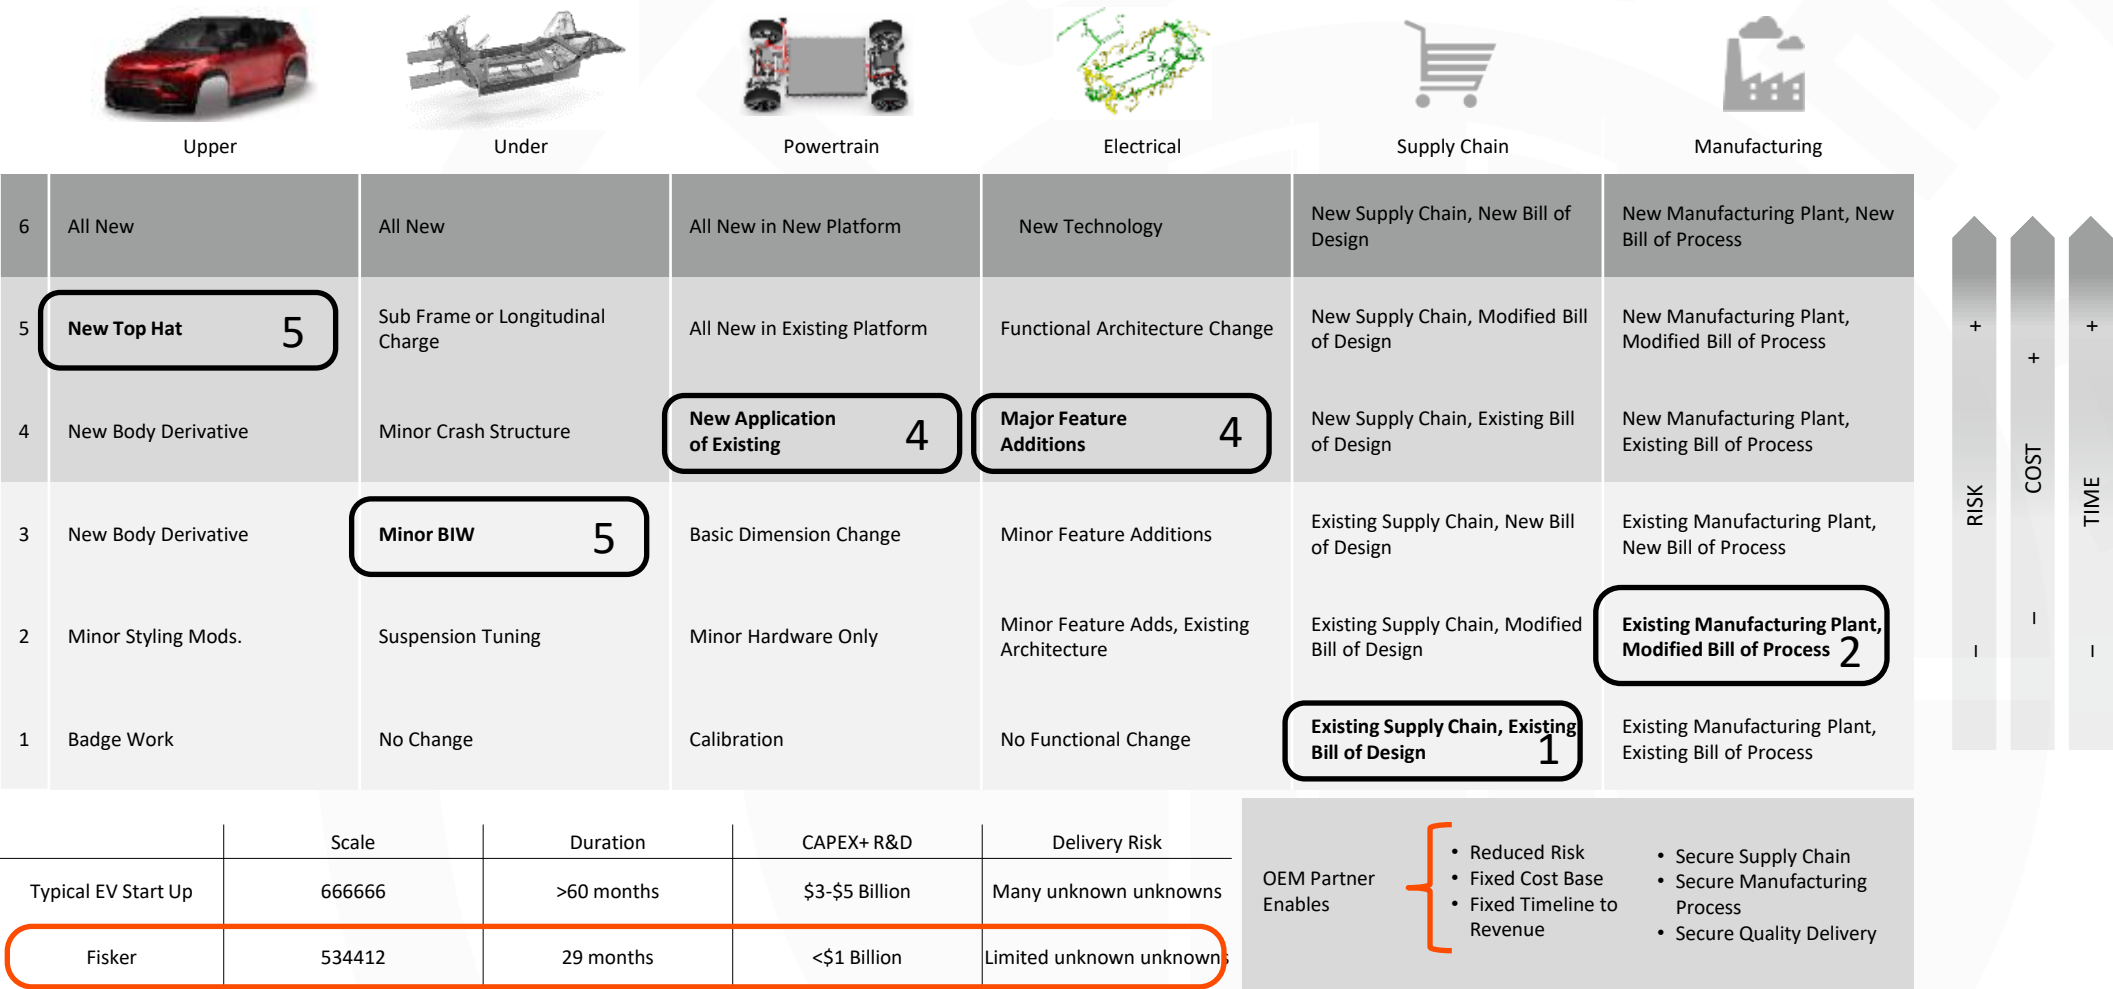 Upper
Under
Powertrain
Electrical
Supply Chain
Manufacturing
6
All New
All New
All New in New Platform
New Technology
New Supply Chain, New Bill of
Design
New Manufacturing Plant, New
Bill of Process
5
New Top Hat
5
Sub Frame or Longitudinal
Charge
All New in Existing Platform
Functional Architecture Change
New Supply Chain, Modified Bill
of Design
New Manufacturing Plant,
Modified Bill of Process
4
New Body Derivative
Minor Crash Structure
New Application
of Existing
4
Major Feature
Additions
4
New Supply Chain, Existing Bill
of Design
New Manufacturing Plant,
Existing Bill of Process
3
New Body Derivative
Minor BIW
5
Basic Dimension Change
Minor Feature Additions
Existing Supply Chain, New Bill
of Design
Existing Manufacturing Plant,
New Bill of Process
2
Minor Styling Mods.
Suspension Tuning
Minor Hardware Only
Minor Feature Adds, Existing
Architecture
Existing Supply Chain, Modified
Bill of Design
Existing Manufacturing Plant,
Modified Bill of Process
2
1
Badge Work
No Change
Calibration
No Functional Change
Existing Supply Chain, Existing
Bill of Design
1
Existing Manufacturing Plant,
Existing Bill of Process
+
RISK
–
+
COST
–
+
TIME
–
Scale
Duration
CAPEX+ R&D
Delivery Risk
Typical EV Start Up
666666
>60 months
$3-$5 Billion
Many unknown unknowns
Fisker
534412
29 months
<$1 Billion
Limited unknown unknowns
OEM Partner
Enables
• Reduced Risk
• Fixed Cost Base
• Fixed Timeline to
Revenue
• Secure Supply Chain
• Secure Manufacturing
Process
• Secure Quality Delivery